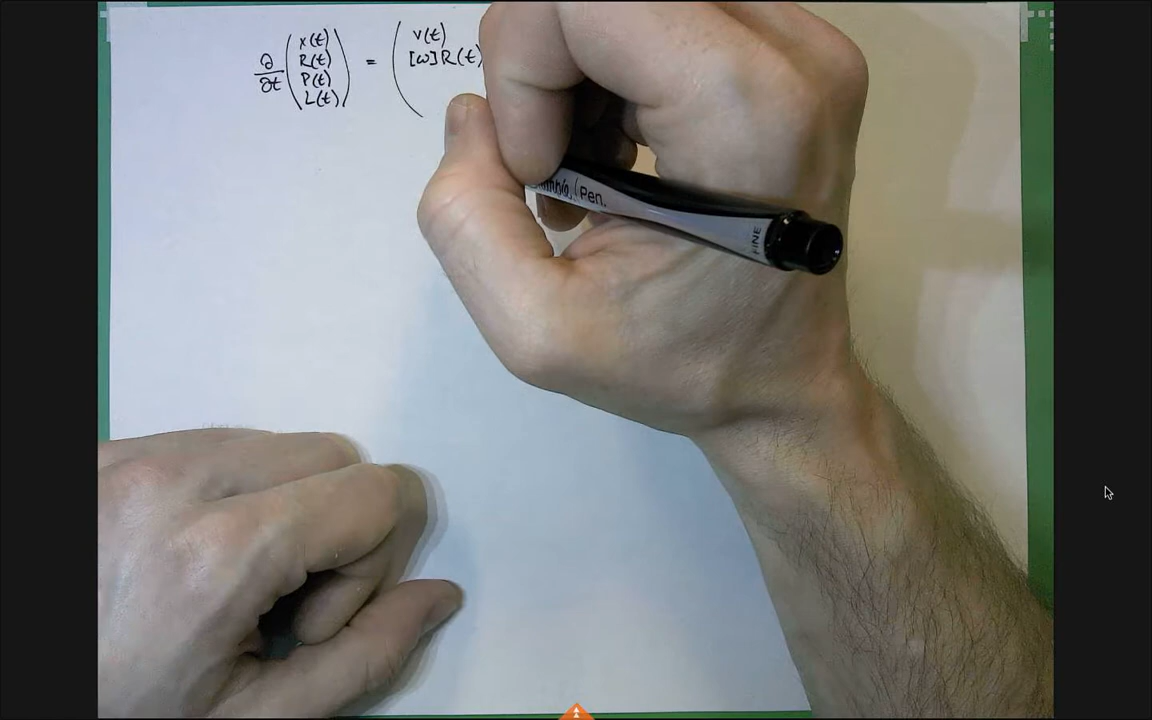 ∂/∂t ( x(t) = ( v(t)
R(t) [ω]R(t)
P(t)
L(t) )
Pen.
FINE